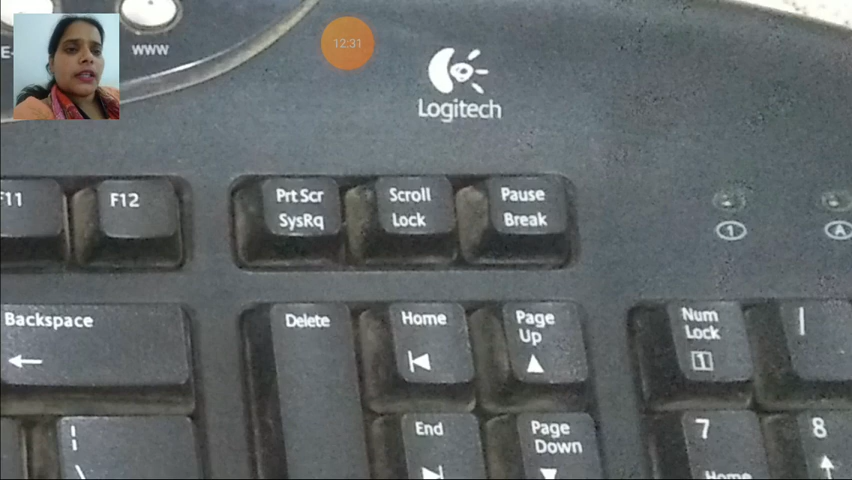 E-
WWW
12:31
Logitech
F11
F12
Prt Scr
SysRq
Scroll
Lock
Pause
Break
1
A
Backspace
Delete
Home
Page
Up
Num
Lock
1
/
End
Page
Down
7
Home
8
\